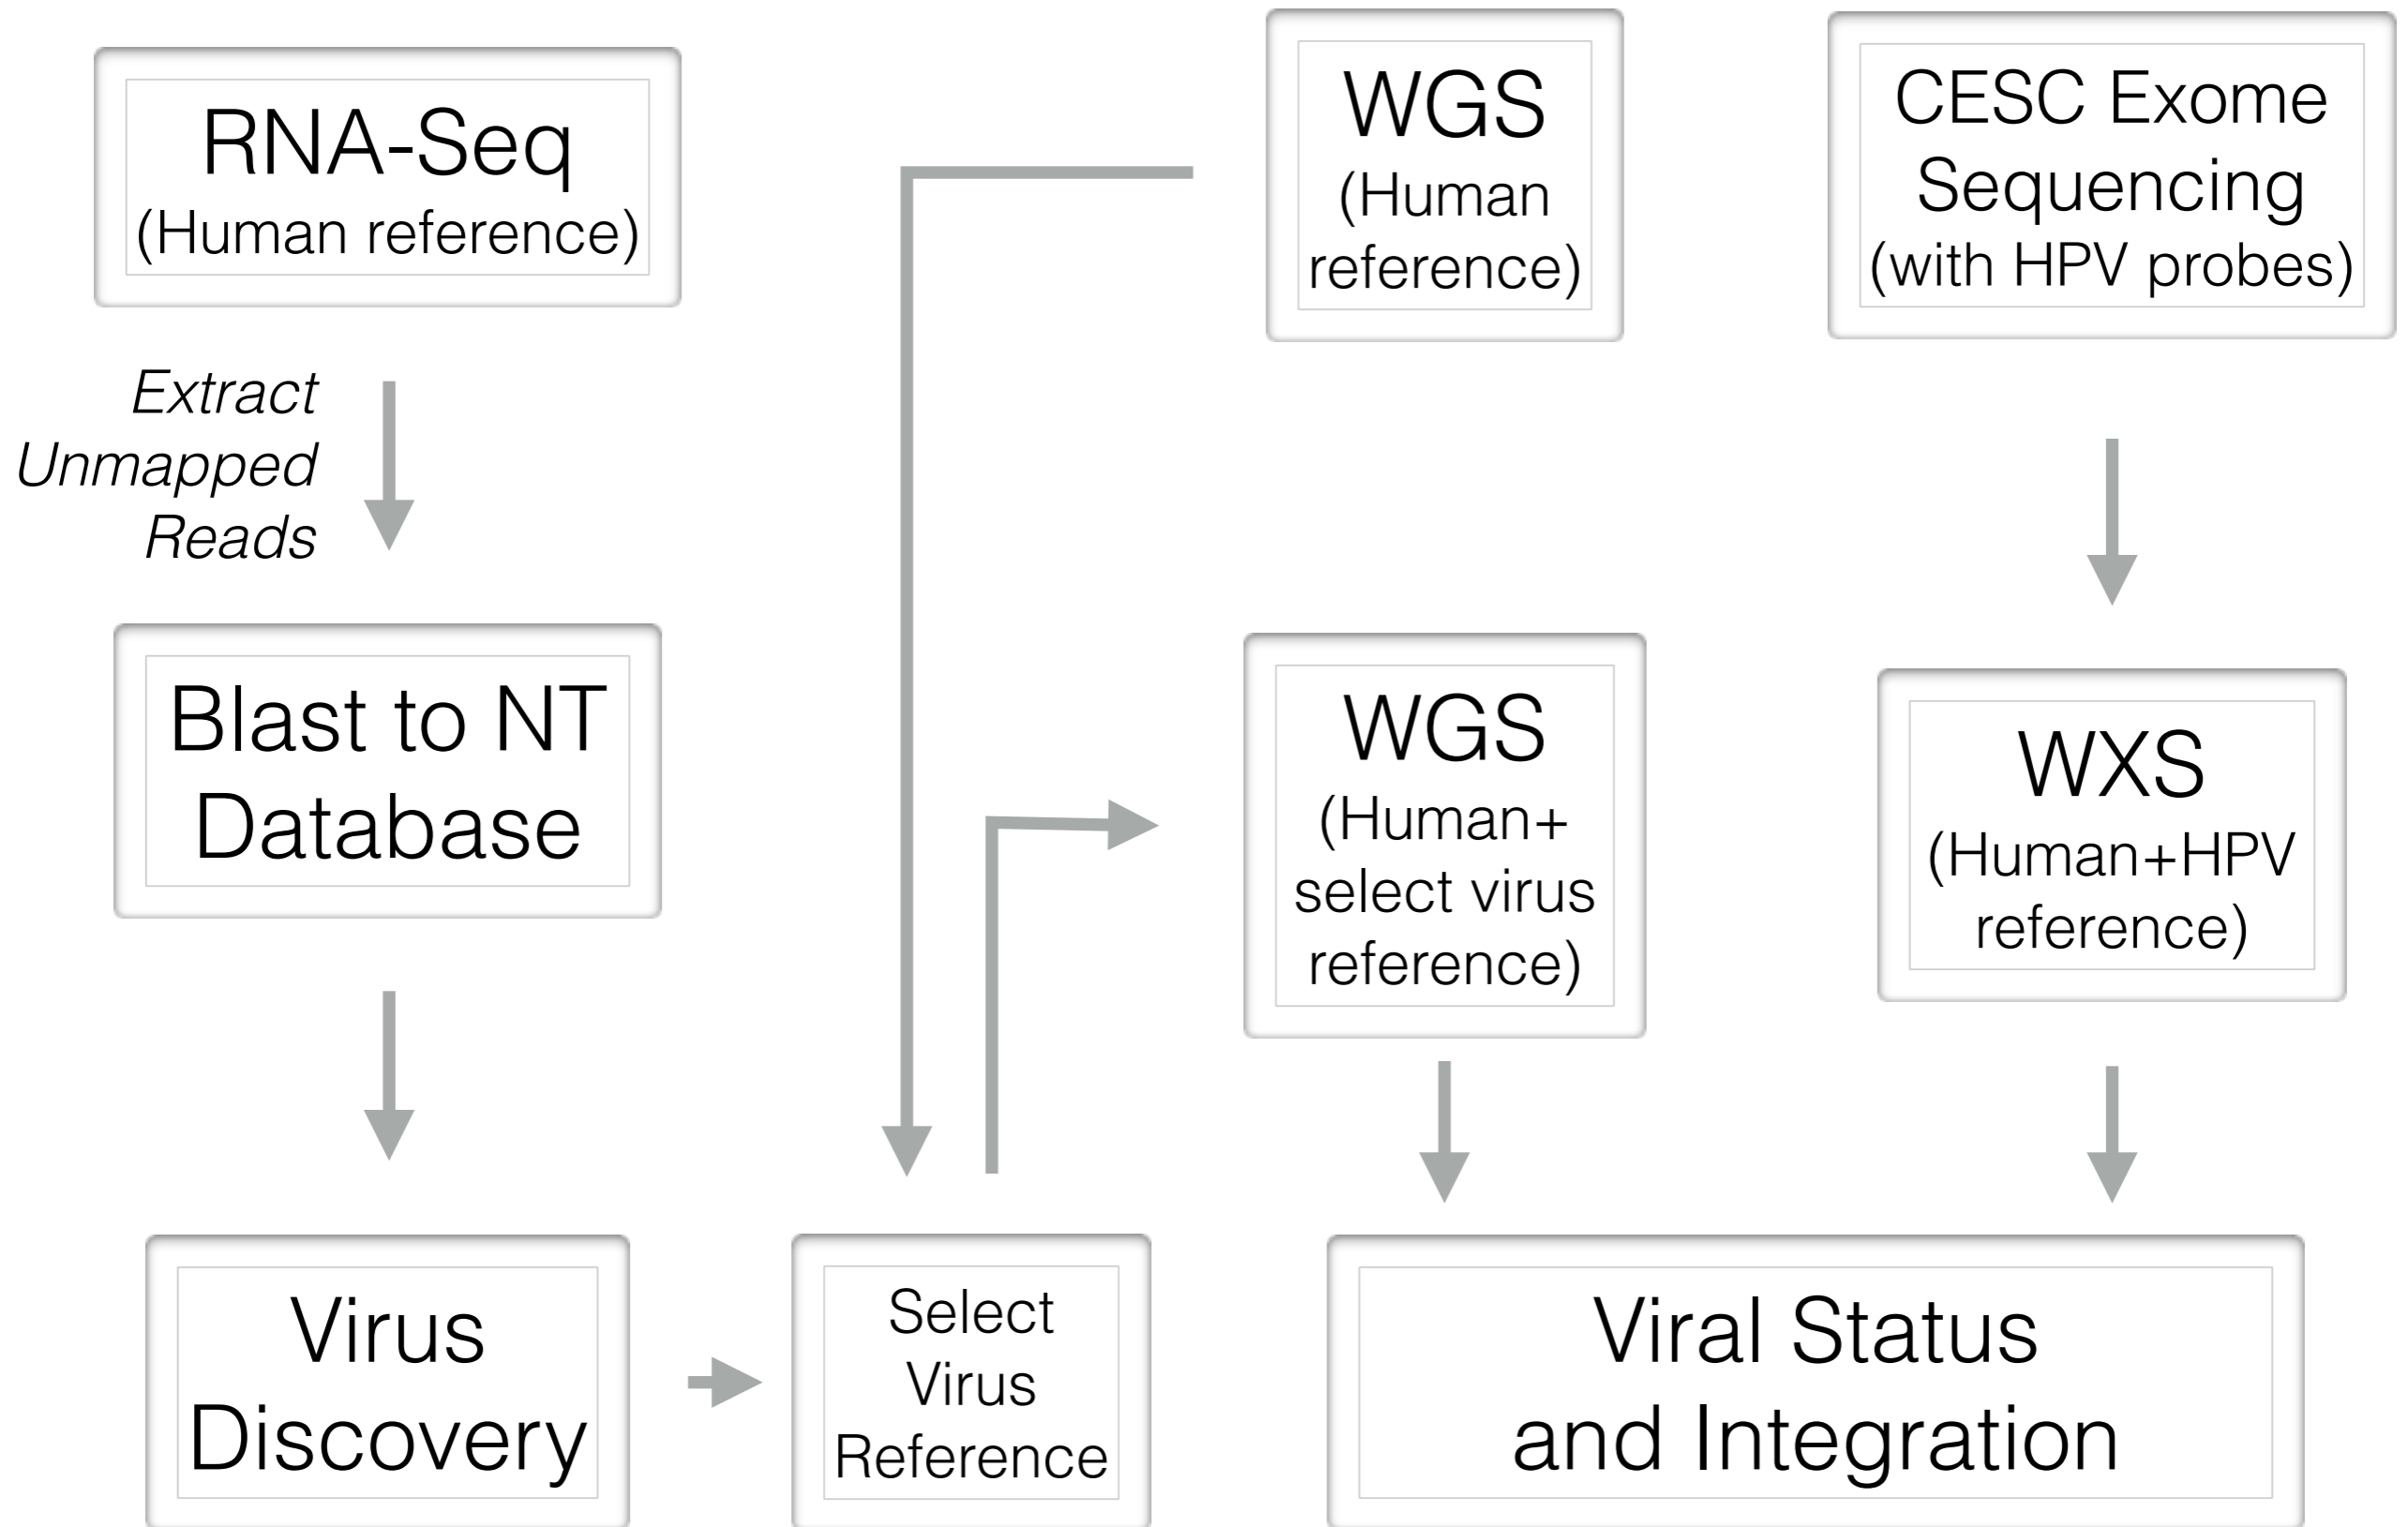 RNA-Seq
(Human reference)
WGS
(Human
reference)
CESC Exome
Sequencing
(with HPV probes)
Extract
Unmapped
Reads
Blast to NT
Database
WGS
(Human+
select virus
reference)
WXS
(Human+HPV
reference)
Virus
Discovery
Select
Virus
Reference
Viral Status
and Integration